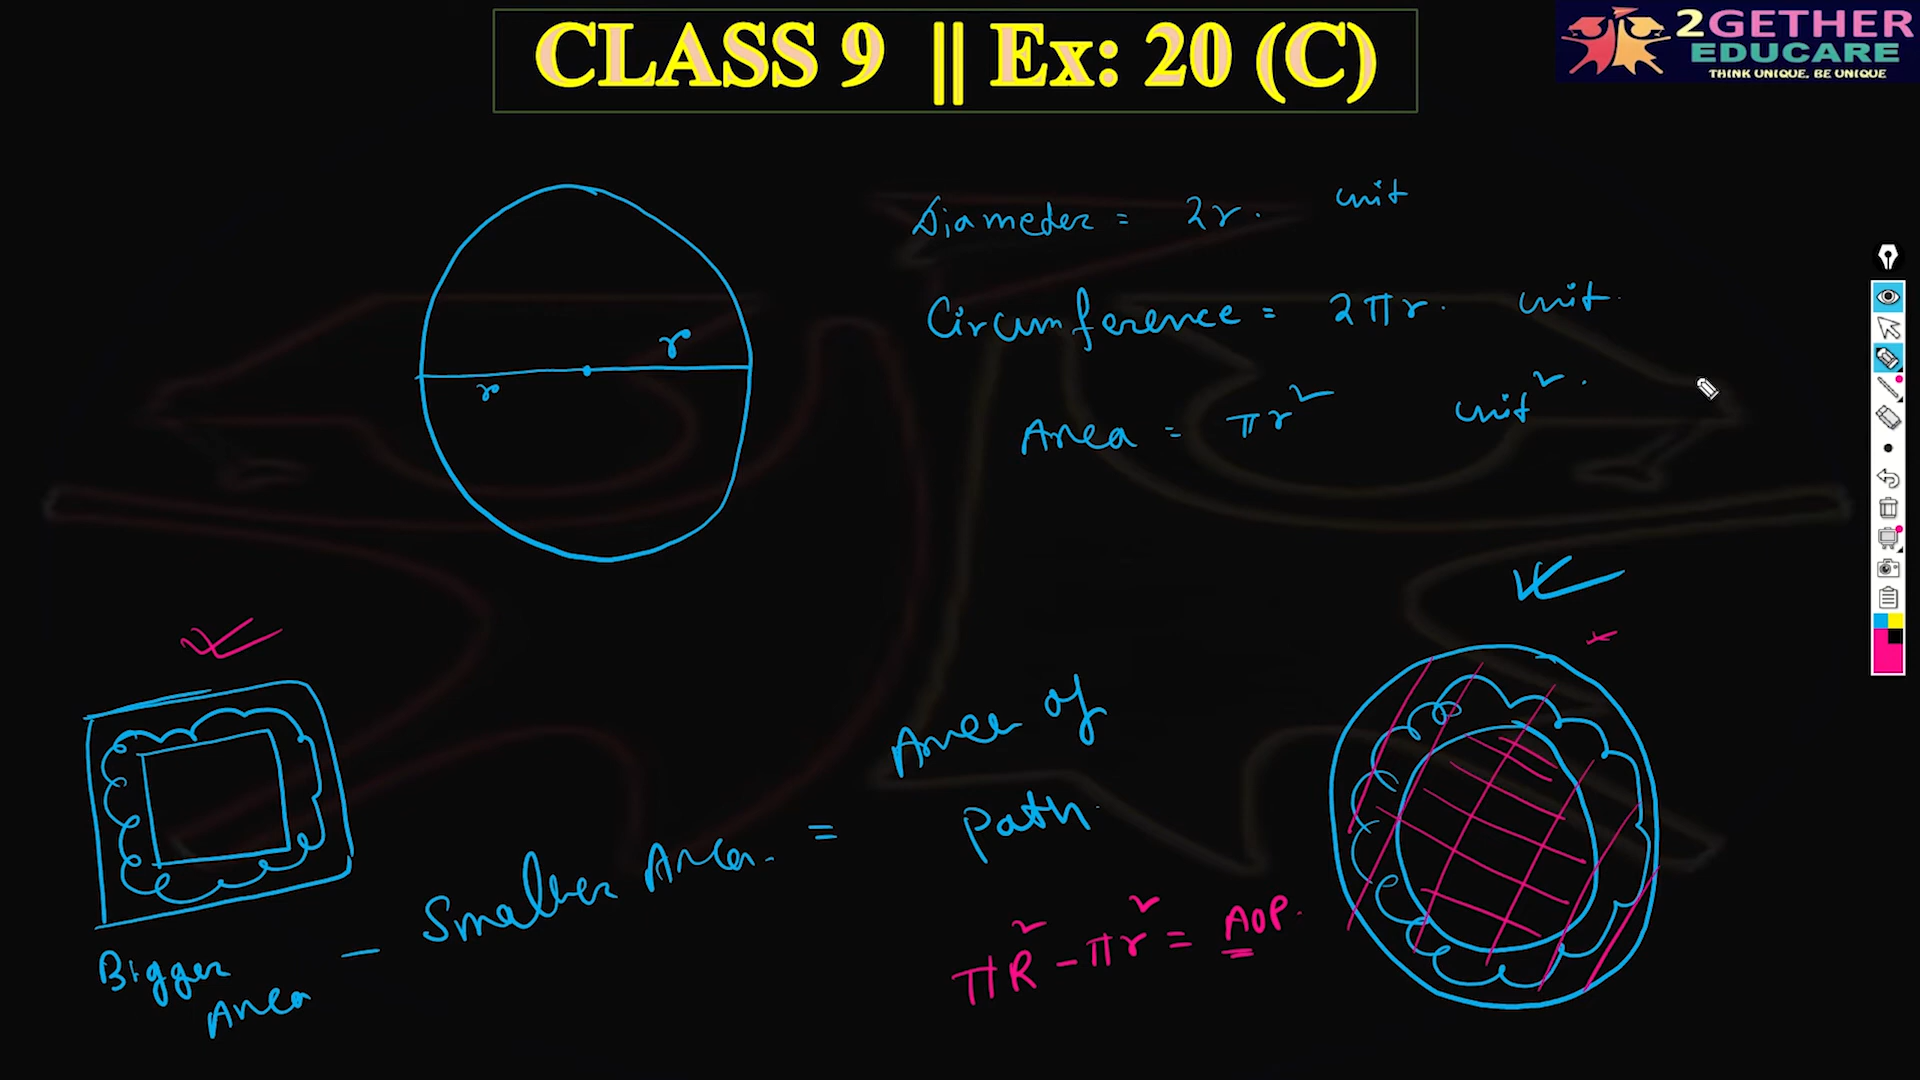 CLASS 9 || Ex: 20 (C)
2GETHER
EDUCARE
THINK UNIQUE, BE UNIQUE
Diameter = 2r. unit
Circumference = 2πr. unit.
Area = πr² unit².
r
r
Bigger Area - Smaller Area. = Area of path.
πR² - πr² = AOP.